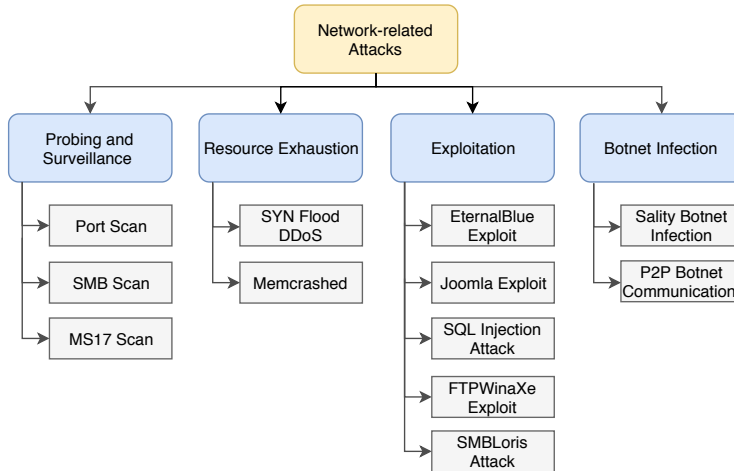 Network-related
Attacks
Probing and
Surveillance
Resource Exhaustion
Exploitation
Botnet Infection
Port Scan
SMB Scan
MS17 Scan
SYN Flood
DDoS
Memcrashed
EternalBlue
Exploit
Joomla Exploit
SQL Injection
Attack
FTPWinaXe
Exploit
SMBLoris
Attack
Sality Botnet
Infection
P2P Botnet
Communication